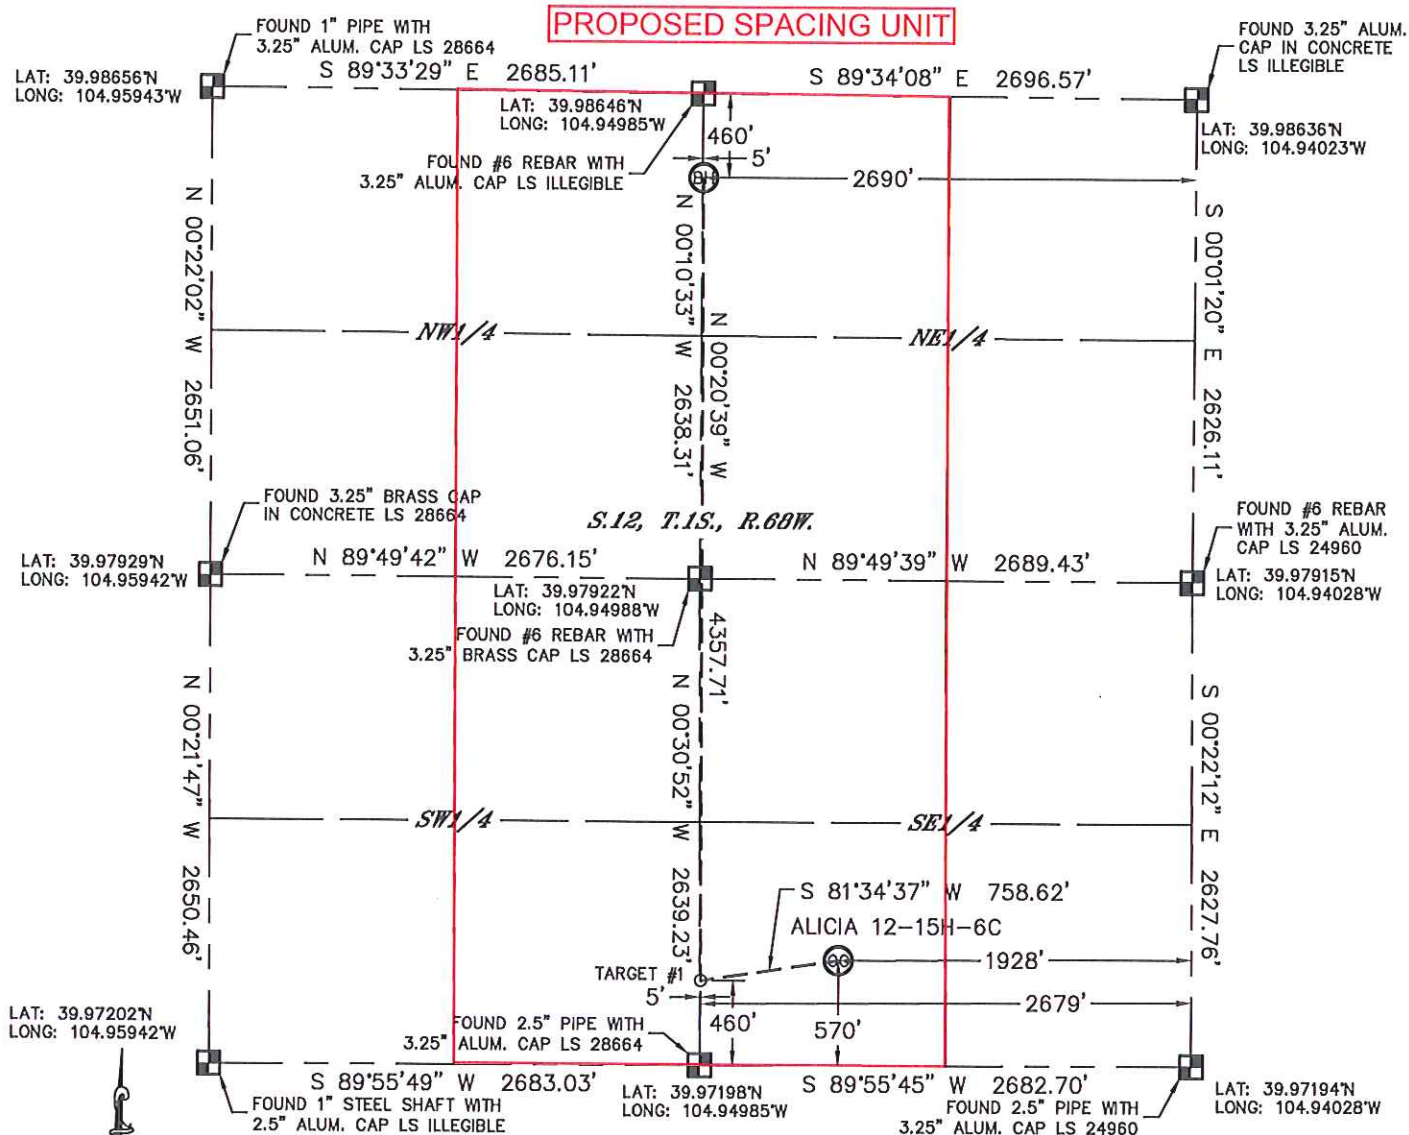 PROPOSED SPACING UNIT
FOUND 1" PIPE WITH
3.25" ALUM. CAP LS 28664
FOUND 3.25" ALUM.
CAP IN CONCRETE
LS ILLEGIBLE
LAT: 39.98656°N
LONG: 104.95943°W
S 89°33'29" E 2685.11'
S 89°34'08" E 2696.57'
LAT: 39.98646°N
LONG: 104.94985°W
LAT: 39.98636°N
LONG: 104.94023°W
460'
5'
FOUND #6 REBAR WITH
3.25" ALUM. CAP LS ILLEGIBLE
BH
2690'
N 00°22'02" W 2651.06'
N 00°10'33" W 2638.31'
N 00°20'39" W
4357.71'
S 00°01'20" E 2626.11'
NW1/4
NE1/4
FOUND 3.25" BRASS CAP
IN CONCRETE LS 28664
S.12, T.1S., R.68W.
FOUND #6 REBAR
WITH 3.25" ALUM.
CAP LS 24960
LAT: 39.97929°N
LONG: 104.95942°W
N 89°49'42" W 2676.15'
N 89°49'39" W 2689.43'
LAT: 39.97922°N
LONG: 104.94988°W
LAT: 39.97915°N
LONG: 104.94028°W
FOUND #6 REBAR WITH
3.25" BRASS CAP LS 28664
N 00°21'47" W 2650.46'
N 00°30'52" W 2639.23'
S 00°22'12" E 2627.76'
SW1/4
SE1/4
S 81°34'37" W 758.62'
ALICIA 12-15H-6C
1928'
TARGET #1
5'
2679'
460'
570'
LAT: 39.97202°N
LONG: 104.95942°W
FOUND 2.5" PIPE WITH
3.25" ALUM. CAP LS 28664
S 89°55'49" W 2683.03'
S 89°55'45" W 2682.70'
FOUND 1" STEEL SHAFT WITH
2.5" ALUM. CAP LS ILLEGIBLE
LAT: 39.97198°N
LONG: 104.94985°W
FOUND 2.5" PIPE WITH
3.25" ALUM. CAP LS 24960
LAT: 39.97194°N
LONG: 104.94028°W